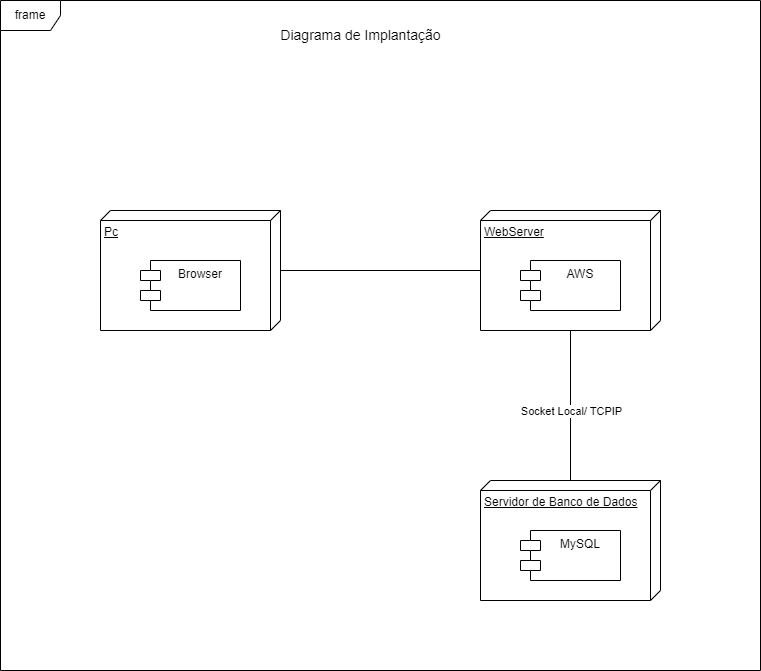 frame
Diagrama de Implantação
Pc
Browser
WebServer
AWS
Socket Local/ TCPIP
Servidor de Banco de Dados
MySQL